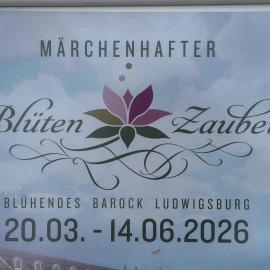 MÄRCHENHAFTER
Blüten Zauber
BLÜHENDES BAROCK LUDWIGSBURG
20.03. - 14.06.2026